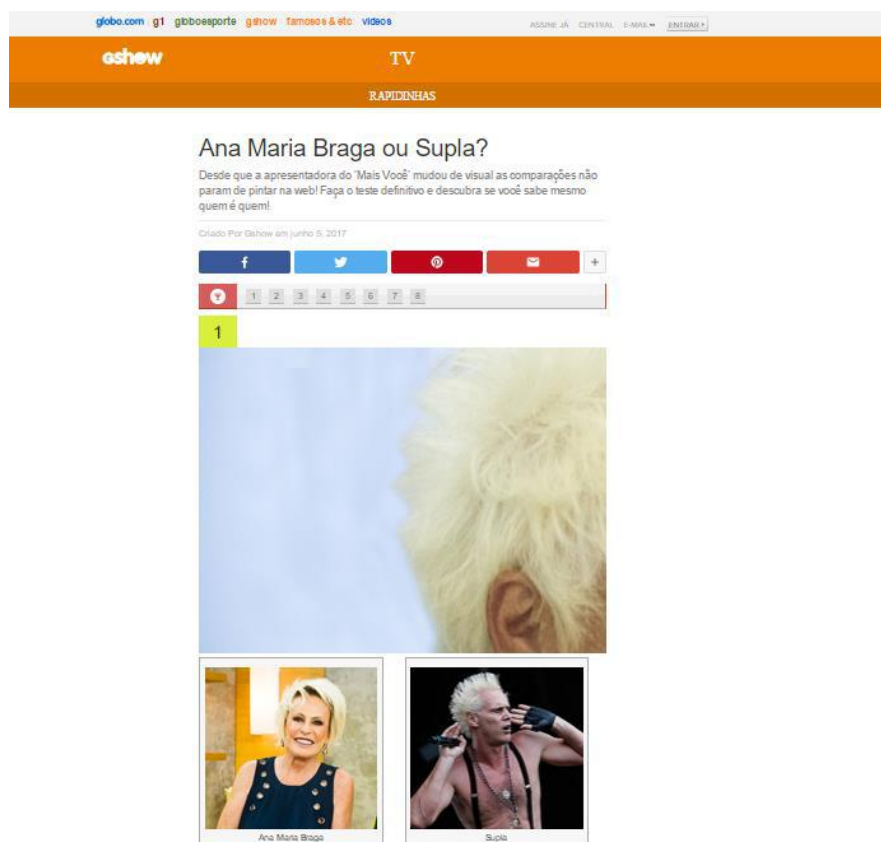 globo.com g1 globoesporte gshow famosos & etc vídeos
ASSINE JÁ CENTRAL E-MAIL ENTRAR
Gshow
TV
RAPIDINHAS
Ana Maria Braga ou Supla?
Desde que a apresentadora do 'Mais Você' mudou de visual as comparações não
param de pintar na web! Faça o teste definitivo e descubra se você sabe mesmo
quem é quem!
Criado Por Gshow em junho 5, 2017
f
+
1 2 3 4 5 6 7 8
1
Ana Maria Braga
Supla